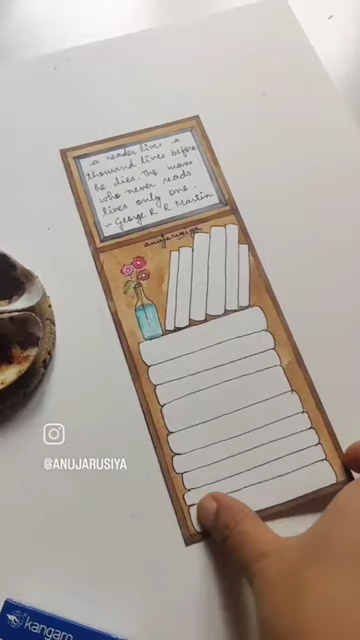 a reader lives a
thousand lives before
he dies. The man
who never reads
lives only one.
~ George R R Martin
@ANUJARUSIYA
kangaro